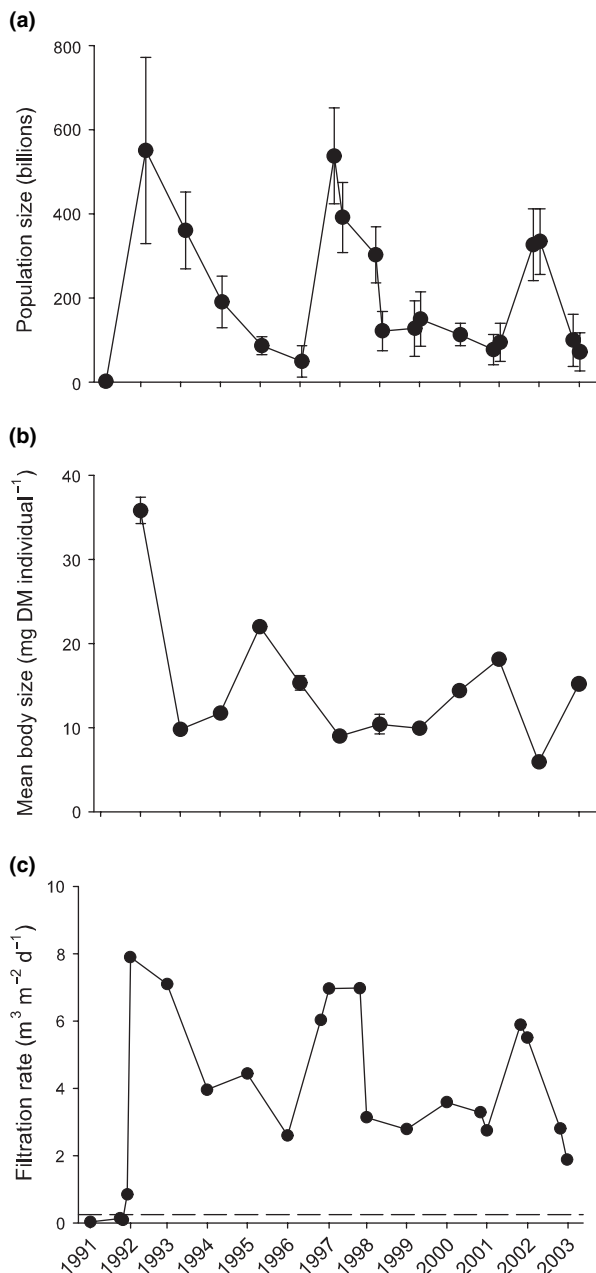 (a)
800
600
400
200
0
Population size (billions)
(b)
40
30
20
10
0
Mean body size (mg DM individual⁻¹)
(c)
10
8
6
4
2
0
Filtration rate (m³ m⁻² d⁻¹)
1991 1992 1993 1994 1995 1996 1997 1998 1999 2000 2001 2002 2003